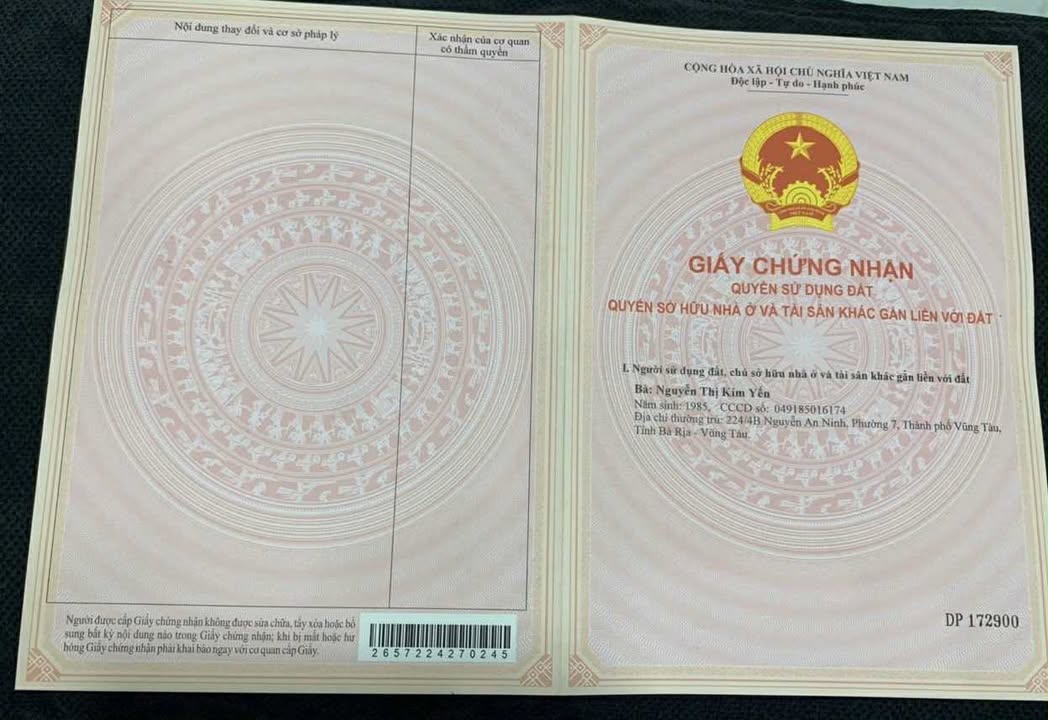 Nội dung thay đổi và cơ sở pháp lý
Xác nhận của cơ quan
có thẩm quyền
Người được cấp Giấy chứng nhận không được sửa chữa, tẩy xóa hoặc bổ
sung bất kỳ nội dung nào trong Giấy chứng nhận; khi bị mất hoặc hư
hỏng Giấy chứng nhận phải khai báo ngay với cơ quan cấp Giấy.
2657224270245
CỘNG HÒA XÃ HỘI CHỦ NGHĨA VIỆT NAM
Độc lập - Tự do - Hạnh phúc
VIỆT NAM
GIẤY CHỨNG NHẬN
QUYỀN SỬ DỤNG ĐẤT
QUYỀN SỞ HỮU NHÀ Ở VÀ TÀI SẢN KHÁC GẮN LIỀN VỚI ĐẤT
I. Người sử dụng đất, chủ sở hữu nhà ở và tài sản khác gắn liền với đất
Bà: Nguyễn Thị Kim Yến
Năm sinh: 1985, CCCD số: 049185016174
Địa chỉ thường trú: 224/4B Nguyễn An Ninh, Phường 7, Thành phố Vũng Tàu,
Tỉnh Bà Rịa - Vũng Tàu.
DP 172900